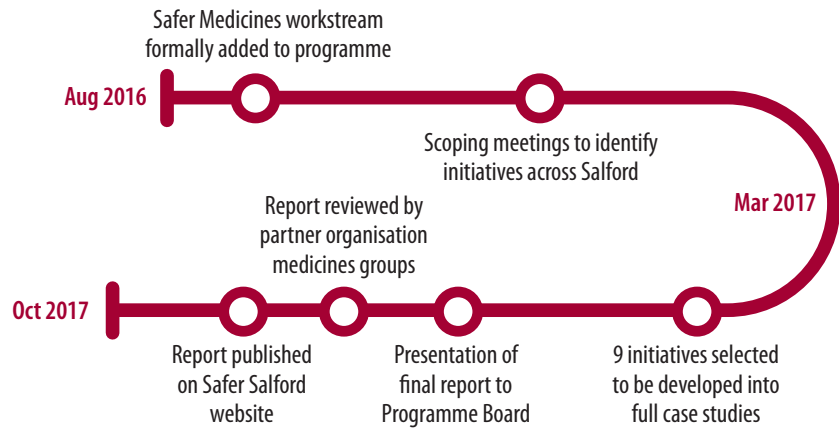 Safer Medicines workstream
formally added to programme
Aug 2016
Scoping meetings to identify
initiatives across Salford
Mar 2017
Report reviewed by
partner organisation
medicines groups
Oct 2017
Report published
on Safer Salford
website
Presentation of
final report to
Programme Board
9 initiatives selected
to be developed into
full case studies